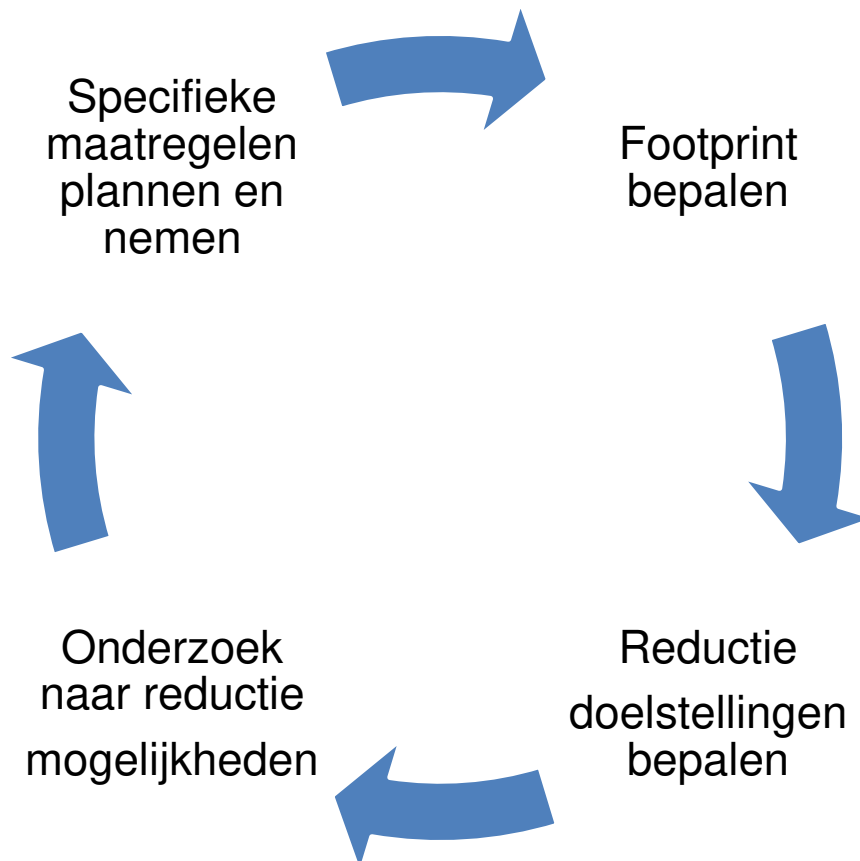 Specifieke
maatregelen
plannen en
nemen
Footprint
bepalen
Reductie
doelstellingen
bepalen
Onderzoek
naar reductie
mogelijkheden